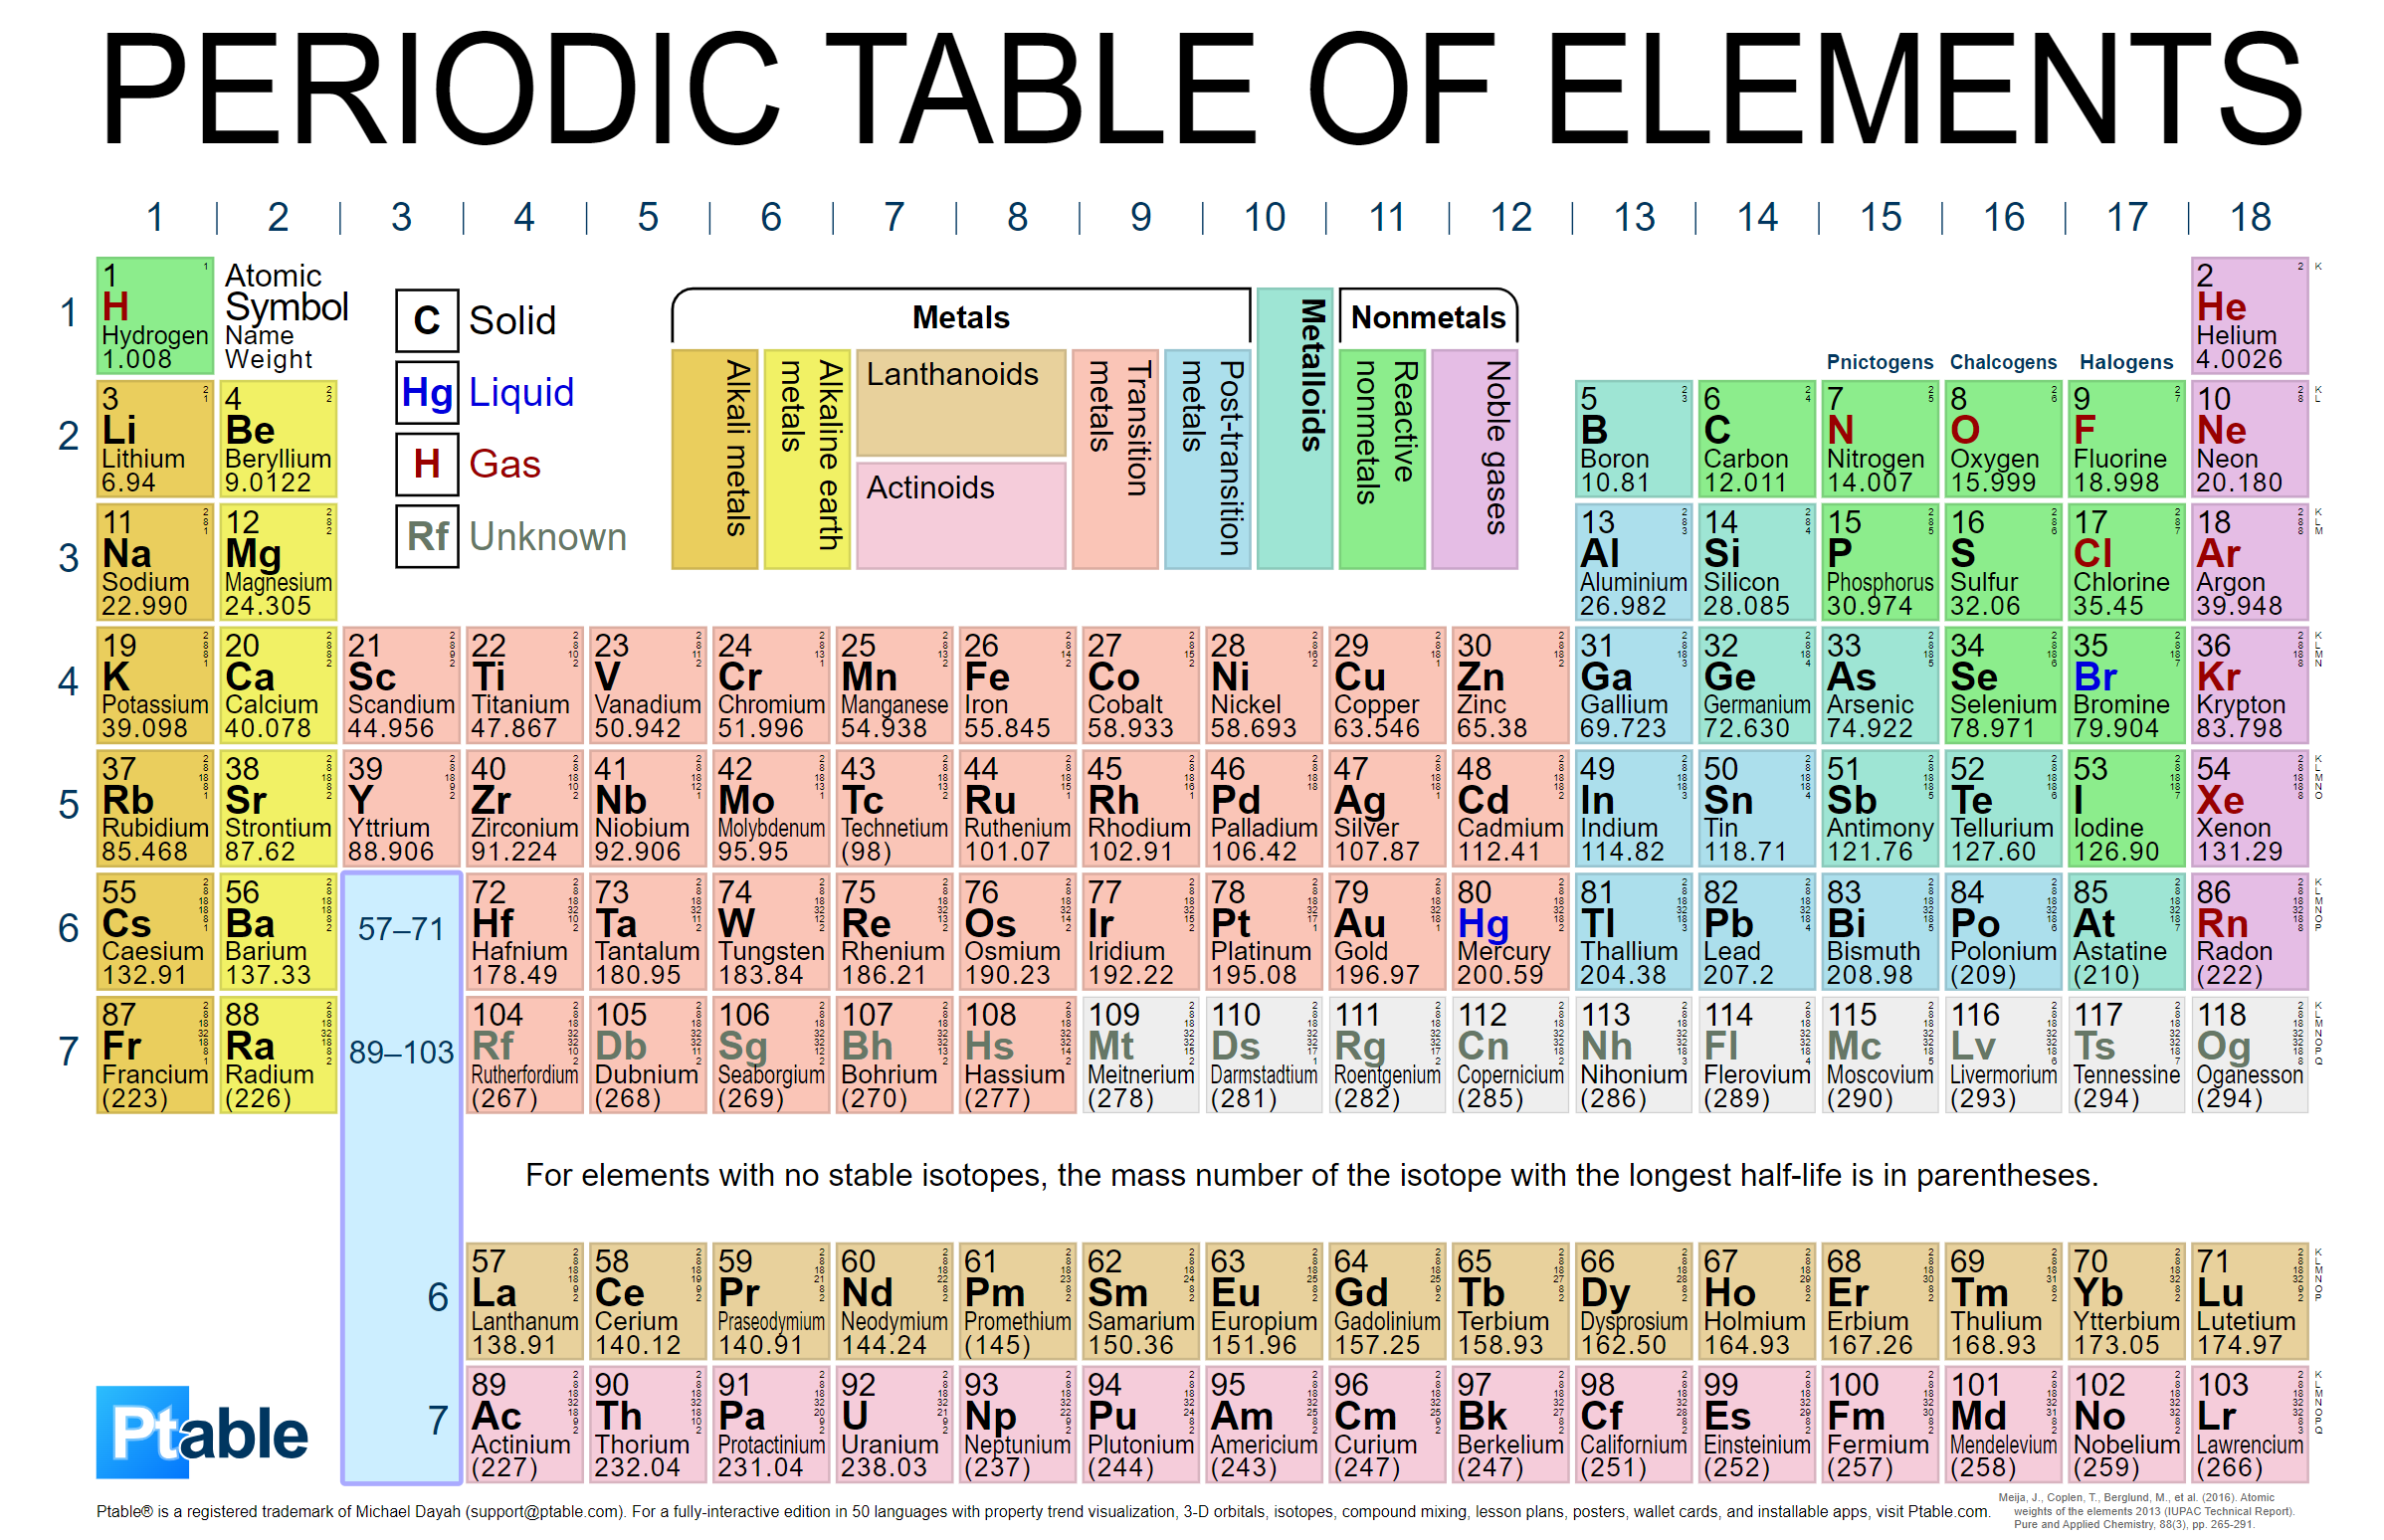 PERIODIC TABLE OF ELEMENTS
1
2
3
4
5
6
7
8
9
10
11
12
13
14
15
16
17
18
1
1
H
Hydrogen
1.008
Atomic
Symbol
Name
Weight
C Solid
Hg Liquid
H Gas
Rf Unknown
Metals
Alkali metals
Alkaline earth
metals
Lanthanoids
Actinoids
Transition
metals
Post-transition
metals
Metalloids
Nonmetals
Reactive
nonmetals
Noble gases
Pnictogens
Chalcogens
Halogens
2
He
Helium
4.0026
2
3
Li
Lithium
6.94
4
Be
Beryllium
9.0122
5
B
Boron
10.81
6
C
Carbon
12.011
7
N
Nitrogen
14.007
8
O
Oxygen
15.999
9
F
Fluorine
18.998
10
Ne
Neon
20.180
3
11
Na
Sodium
22.990
12
Mg
Magnesium
24.305
13
Al
Aluminium
26.982
14
Si
Silicon
28.085
15
P
Phosphorus
30.974
16
S
Sulfur
32.06
17
Cl
Chlorine
35.45
18
Ar
Argon
39.948
4
19
K
Potassium
39.098
20
Ca
Calcium
40.078
21
Sc
Scandium
44.956
22
Ti
Titanium
47.867
23
V
Vanadium
50.942
24
Cr
Chromium
51.996
25
Mn
Manganese
54.938
26
Fe
Iron
55.845
27
Co
Cobalt
58.933
28
Ni
Nickel
58.693
29
Cu
Copper
63.546
30
Zn
Zinc
65.38
31
Ga
Gallium
69.723
32
Ge
Germanium
72.630
33
As
Arsenic
74.922
34
Se
Selenium
78.971
35
Br
Bromine
79.904
36
Kr
Krypton
83.798
5
37
Rb
Rubidium
85.468
38
Sr
Strontium
87.62
39
Y
Yttrium
88.906
40
Zr
Zirconium
91.224
41
Nb
Niobium
92.906
42
Mo
Molybdenum
95.95
43
Tc
Technetium
(98)
44
Ru
Ruthenium
101.07
45
Rh
Rhodium
102.91
46
Pd
Palladium
106.42
47
Ag
Silver
107.87
48
Cd
Cadmium
112.41
49
In
Indium
114.82
50
Sn
Tin
118.71
51
Sb
Antimony
121.76
52
Te
Tellurium
127.60
53
I
Iodine
126.90
54
Xe
Xenon
131.29
6
55
Cs
Caesium
132.91
56
Ba
Barium
137.33
57–71
72
Hf
Hafnium
178.49
73
Ta
Tantalum
180.95
74
W
Tungsten
183.84
75
Re
Rhenium
186.21
76
Os
Osmium
190.23
77
Ir
Iridium
192.22
78
Pt
Platinum
195.08
79
Au
Gold
196.97
80
Hg
Mercury
200.59
81
Tl
Thallium
204.38
82
Pb
Lead
207.2
83
Bi
Bismuth
208.98
84
Po
Polonium
(209)
85
At
Astatine
(210)
86
Rn
Radon
(222)
7
87
Fr
Francium
(223)
88
Ra
Radium
(226)
89–103
104
Rf
Rutherfordium
(267)
105
Db
Dubnium
(268)
106
Sg
Seaborgium
(269)
107
Bh
Bohrium
(270)
108
Hs
Hassium
(277)
109
Mt
Meitnerium
(278)
110
Ds
Darmstadtium
(281)
111
Rg
Roentgenium
(282)
112
Cn
Copernicium
(285)
113
Nh
Nihonium
(286)
114
Fl
Flerovium
(289)
115
Mc
Moscovium
(290)
116
Lv
Livermorium
(293)
117
Ts
Tennessine
(294)
118
Og
Oganesson
(294)
For elements with no stable isotopes, the mass number of the isotope with the longest half-life is in parentheses.
6
57
La
Lanthanum
138.91
58
Ce
Cerium
140.12
59
Pr
Praseodymium
140.91
60
Nd
Neodymium
144.24
61
Pm
Promethium
(145)
62
Sm
Samarium
150.36
63
Eu
Europium
151.96
64
Gd
Gadolinium
157.25
65
Tb
Terbium
158.93
66
Dy
Dysprosium
162.50
67
Ho
Holmium
164.93
68
Er
Erbium
167.26
69
Tm
Thulium
168.93
70
Yb
Ytterbium
173.05
71
Lu
Lutetium
174.97
7
89
Ac
Actinium
(227)
90
Th
Thorium
232.04
91
Pa
Protactinium
231.04
92
U
Uranium
238.03
93
Np
Neptunium
(237)
94
Pu
Plutonium
(244)
95
Am
Americium
(243)
96
Cm
Curium
(247)
97
Bk
Berkelium
(247)
98
Cf
Californium
(251)
99
Es
Einsteinium
(252)
100
Fm
Fermium
(257)
101
Md
Mendelevium
(258)
102
No
Nobelium
(259)
103
Lr
Lawrencium
(266)
Ptable
Ptable® is a registered trademark of Michael Dayah (support@ptable.com). For a fully-interactive edition in 50 languages with property trend visualization, 3-D orbitals, isotopes, compound mixing, lesson plans, posters, wallet cards, and installable apps, visit Ptable.com.
Meija, J., Coplen, T., Berglund, M., et al. (2016). Atomic
weights of the elements 2013 (IUPAC Technical Report).
Pure and Applied Chemistry, 88(3), pp. 265-291.